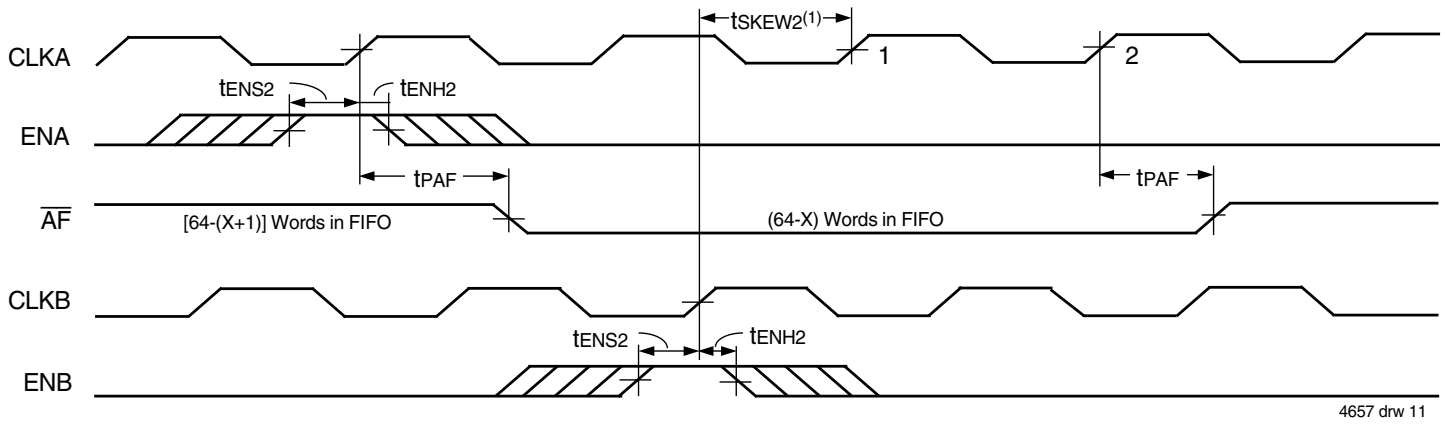 tSKEW2(1)
CLKA
1
2
tENS2
tENH2
ENA
tPAF
tPAF
AF
[64-(X+1)] Words in FIFO
(64-X) Words in FIFO
CLKB
tENS2
tENH2
ENB
4657 drw 11